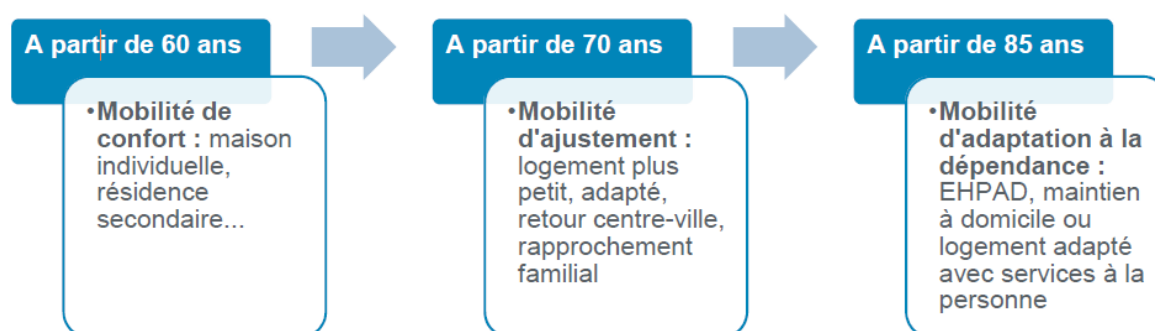 A partir de 60 ans
•Mobilité de
confort : maison
individuelle,
résidence
secondaire...
A partir de 70 ans
•Mobilité
d'ajustement :
logement plus
petit, adapté,
retour centre-ville,
rapprochement
familial
A partir de 85 ans
•Mobilité
d'adaptation à la
dépendance :
EHPAD, maintien
à domicile ou
logement adapté
avec services à la
personne